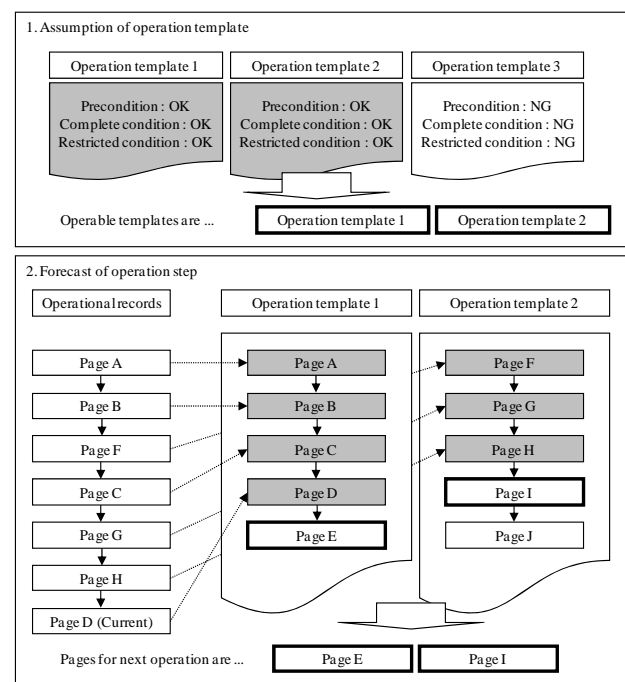 1. Assumption of operation template
Operation template 1
Operation template 2
Operation template 3
Precondition : OK
Complete condition : OK
Restricted condition : OK
Precondition : OK
Complete condition : OK
Restricted condition : OK
Precondition : NG
Complete condition : NG
Restricted condition : NG
Operable templates are ...
Operation template 1
Operation template 2
2. Forecast of operation step
Operational records
Operation template 1
Operation template 2
Page A
Page B
Page F
Page C
Page G
Page H
Page D (Current)
Page A
Page B
Page C
Page D
Page E
Page F
Page G
Page H
Page I
Page J
Pages for next operation are ...
Page E
Page I